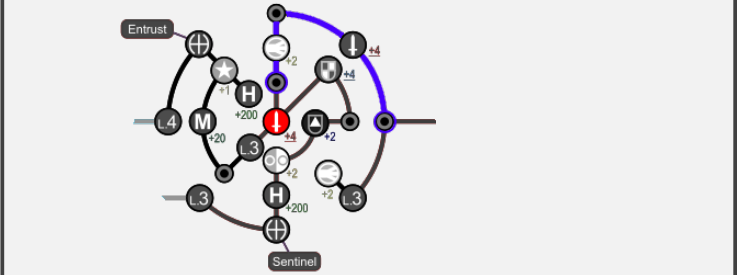 Entrust
+4
+2
+4
+1
H
+200
L.4
M
+20
+4
+2
L.3
+2
+2
L.3
L.3
H
+200
Sentinel